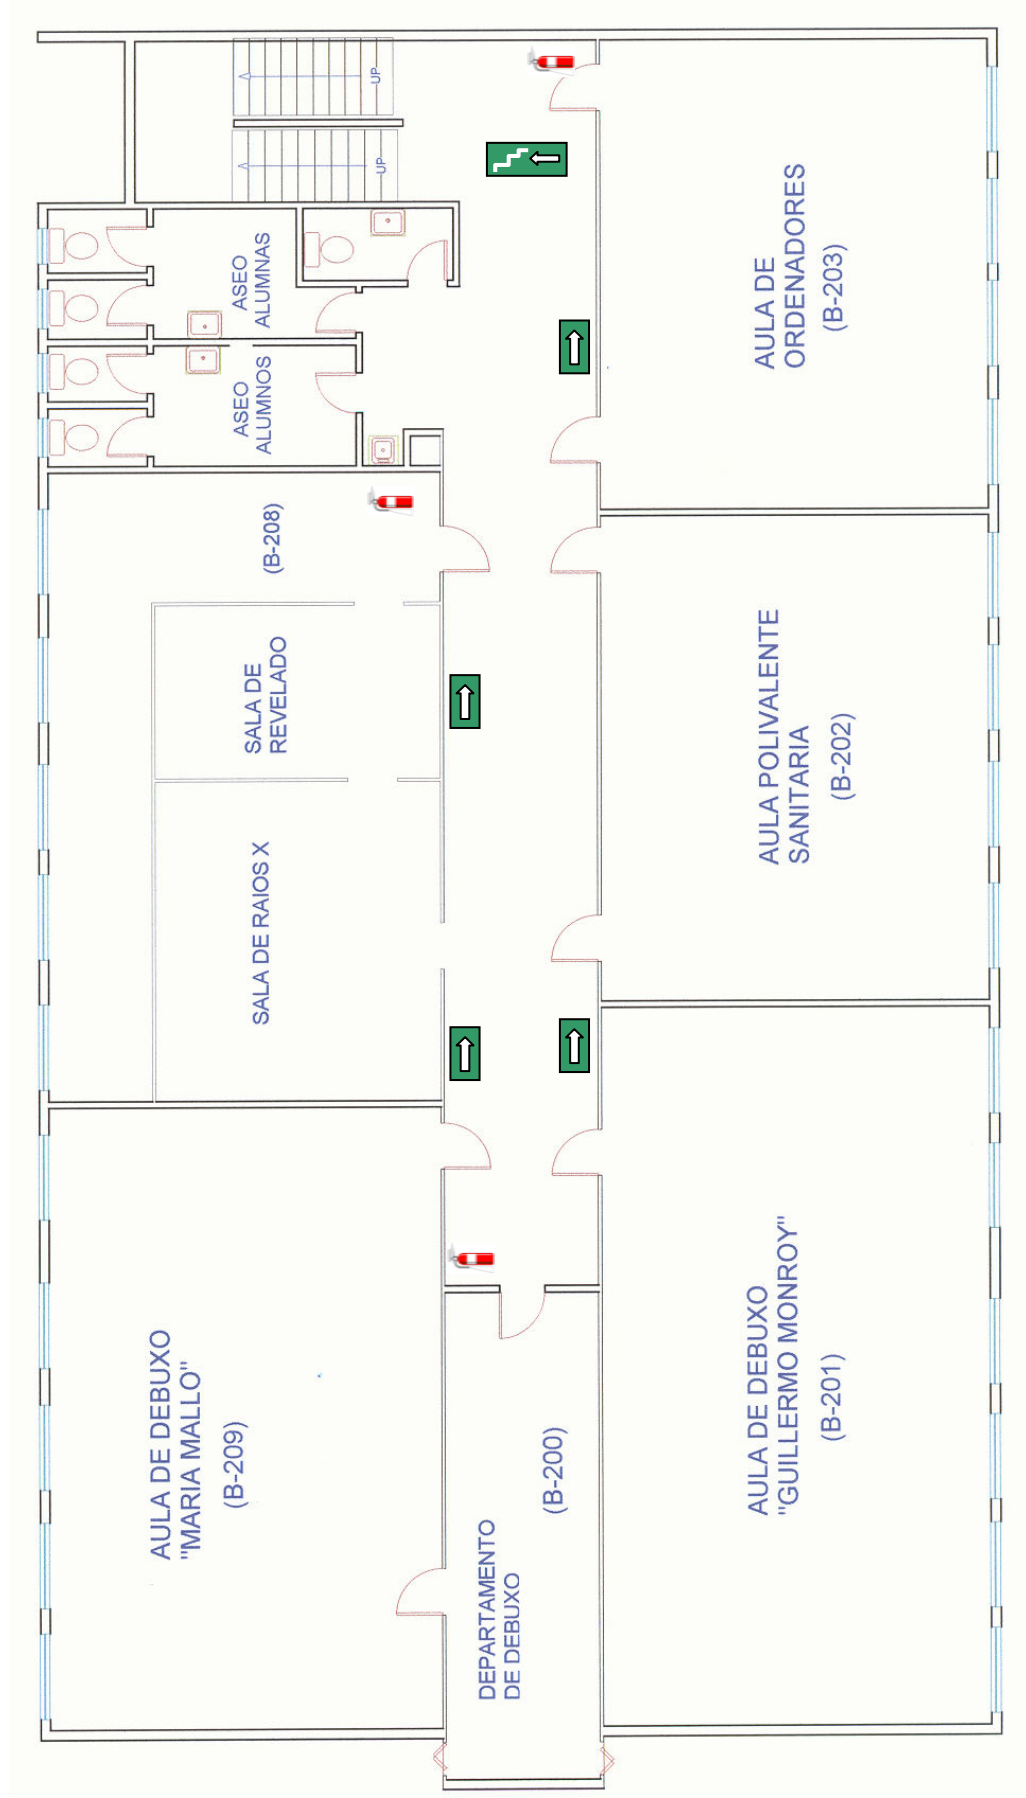 UP
UP
ASEO
ALUMNAS
ASEO
ALUMNOS
AULA DE
ORDENADORES
(B-203)
(B-208)
SALA DE
REVELADO
AULA POLIVALENTE
SANITARIA
(B-202)
SALA DE RAIOS X
AULA DE DEBUXO
"MARIA MALLO"
(B-209)
DEPARTAMENTO
DE DEBUXO
(B-200)
AULA DE DEBUXO
"GUILLERMO MONROY"
(B-201)